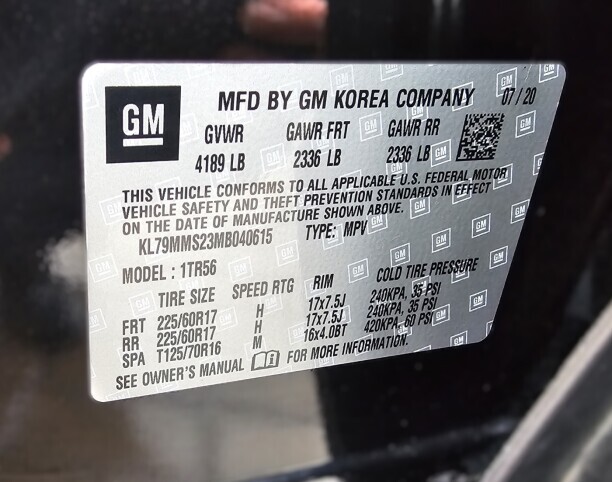 GM
MFD BY GM KOREA COMPANY 07/20
GVWR GAWR FRT GAWR RR
4189 LB 2336 LB 2336 LB
THIS VEHICLE CONFORMS TO ALL APPLICABLE U.S. FEDERAL MOTOR
VEHICLE SAFETY AND THEFT PREVENTION STANDARDS IN EFFECT
ON THE DATE OF MANUFACTURE SHOWN ABOVE.
KL79MMS23MB040615 TYPE: MPV
MODEL : 1TR56
TIRE SIZE SPEED RTG RIM COLD TIRE PRESSURE
FRT 225/60R17 H 17x7.5J 240KPA, 35 PSI
RR 225/60R17 H 17x7.5J 240KPA, 35 PSI
SPA T125/70R16 M 16x4.0BT 420KPA, 60 PSI
SEE OWNER'S MANUAL FOR MORE INFORMATION.